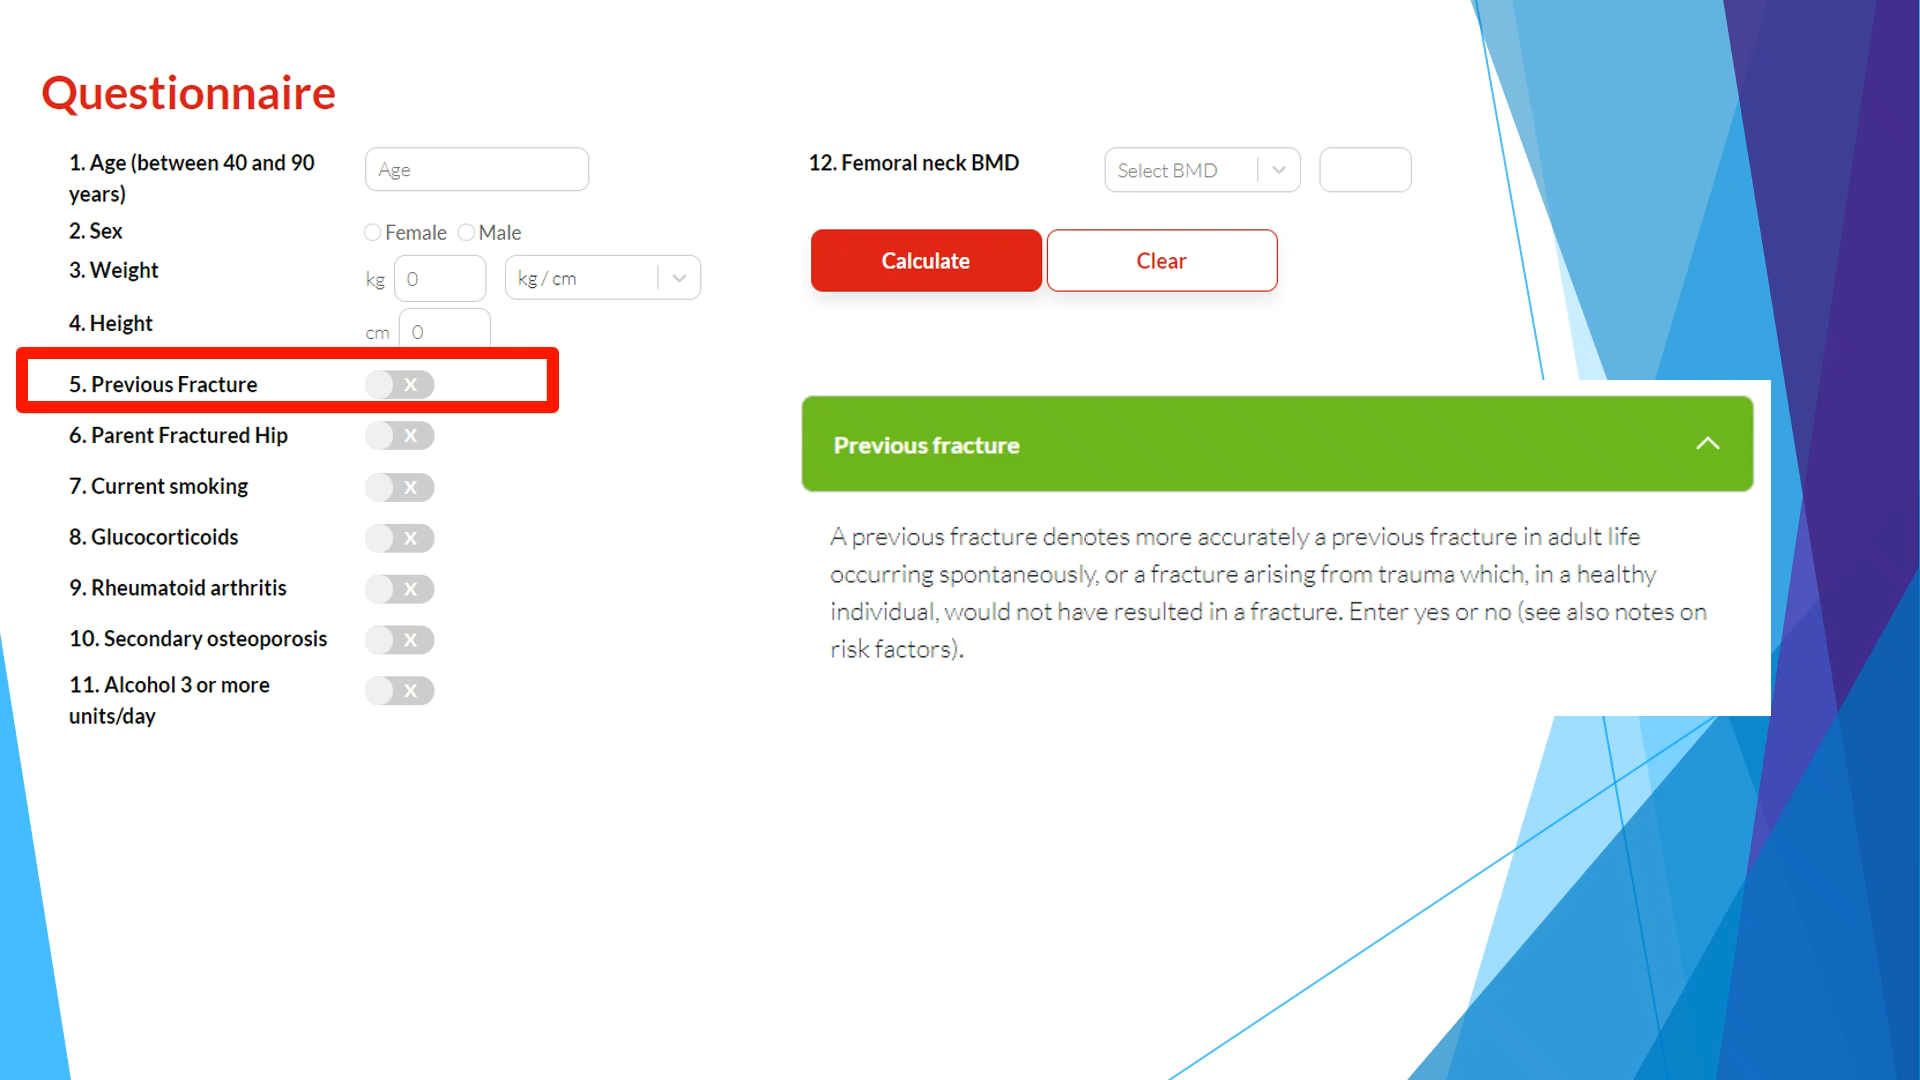 Questionnaire
1. Age (between 40 and 90
years)
Age
2. Sex
Female Male
3. Weight
kg 0 kg / cm
4. Height
cm 0
5. Previous Fracture
X
6. Parent Fractured Hip
X
7. Current smoking
X
8. Glucocorticoids
X
9. Rheumatoid arthritis
X
10. Secondary osteoporosis
X
11. Alcohol 3 or more
units/day
X
12. Femoral neck BMD
Select BMD
Calculate Clear
Previous fracture
A previous fracture denotes more accurately a previous fracture in adult life
occurring spontaneously, or a fracture arising from trauma which, in a healthy
individual, would not have resulted in a fracture. Enter yes or no (see also notes on
risk factors).